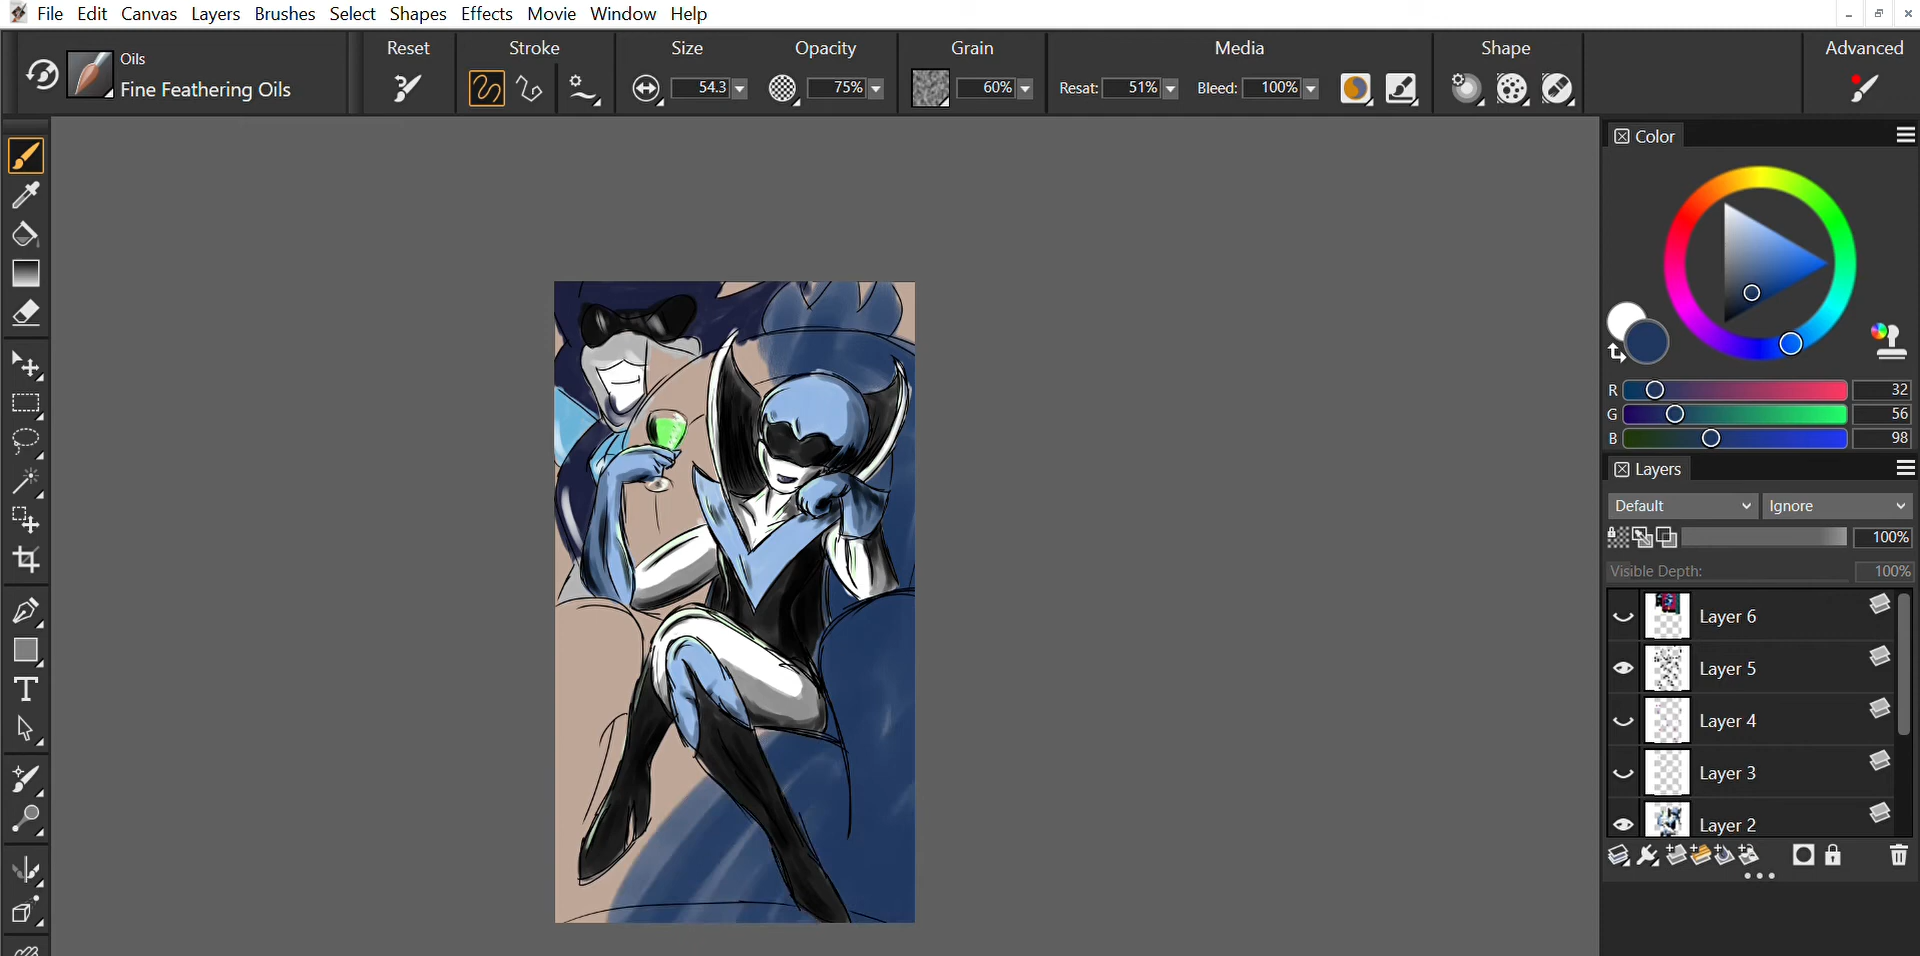 File Edit Canvas Layers Brushes Select Shapes Effects Movie Window Help
Oils
Fine Feathering Oils
Reset Stroke Size Opacity Grain Media Shape Advanced
54.3 75% 60% Resat: 51% Bleed: 100%
Color
R 32
G 56
B 98
Layers
Default Ignore
100%
Visible Depth: 100%
Layer 6
Layer 5
Layer 4
Layer 3
Layer 2
T